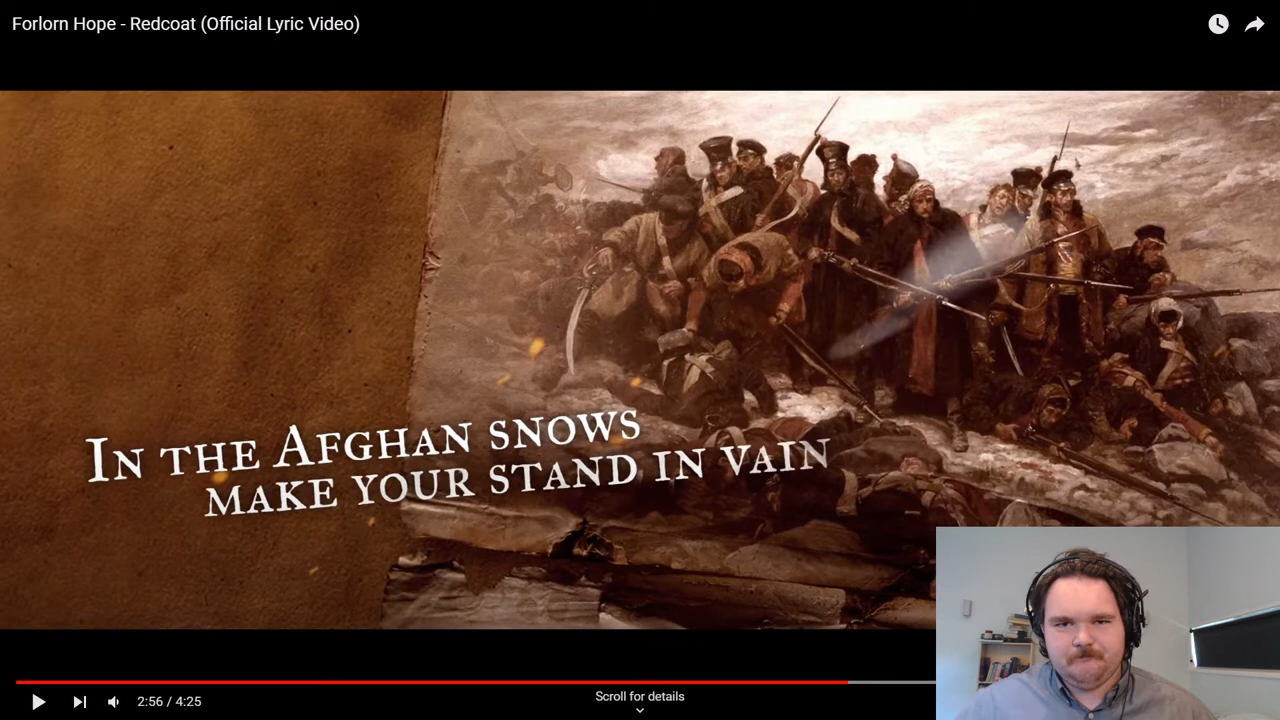 Forlorn Hope - Redcoat (Official Lyric Video)
In the Afghan snows
make your stand in vain
2:56 / 4:25
Scroll for details